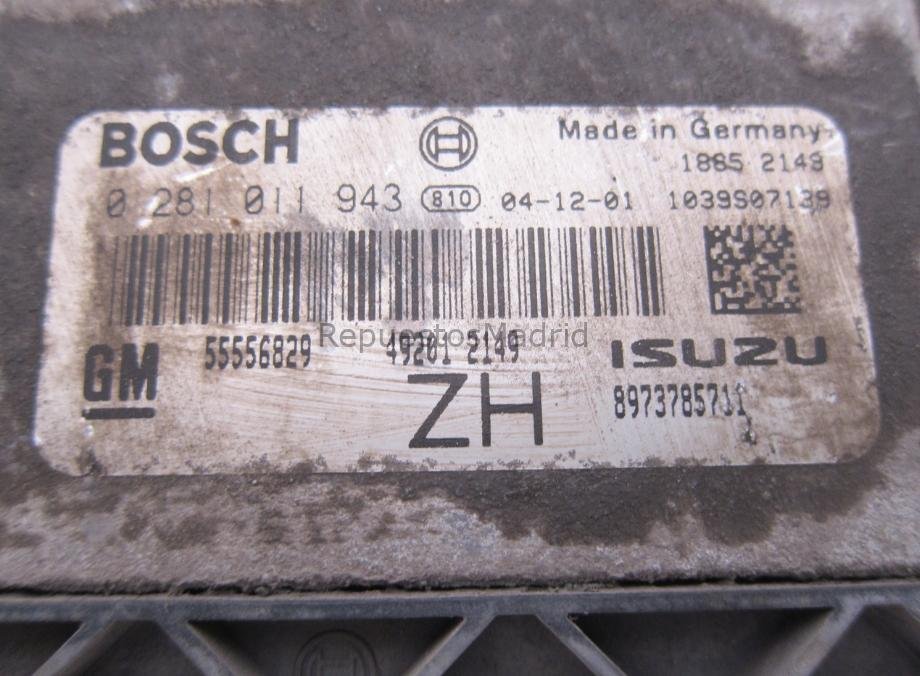 BOSCH
Made in Germany
1865 2149
0 281 011 943 810 04-12-01 1039S07139
RepuestosMadrid
GM 55556829 49201 2149 ISUZU
ZH 8973785711